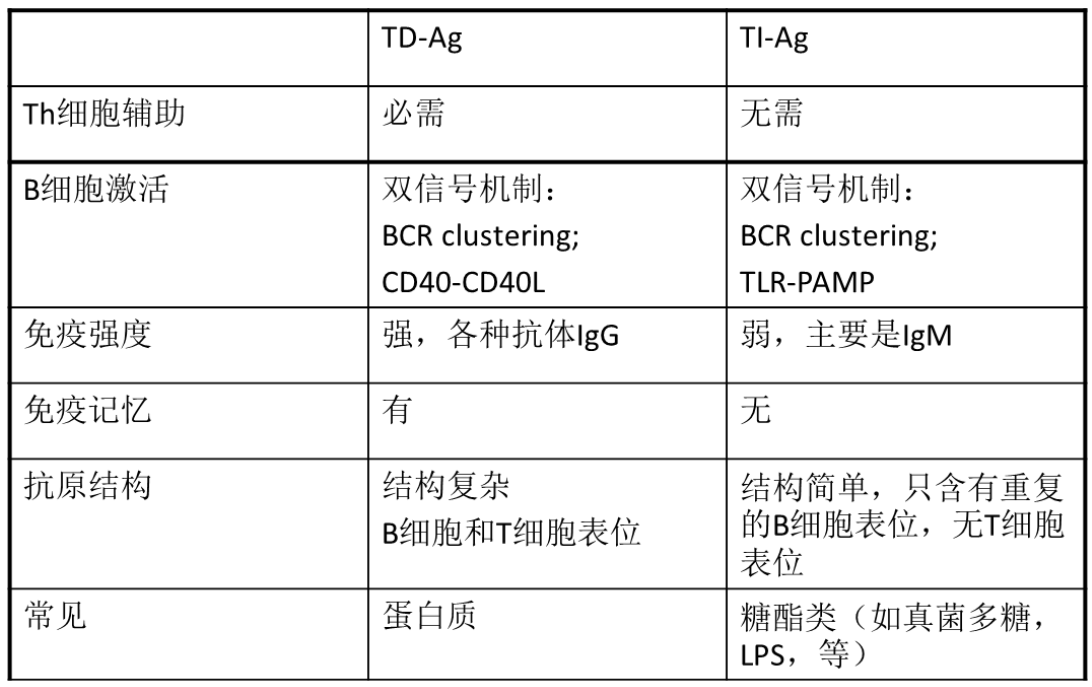 TD-Ag
TI-Ag
Th细胞辅助
必需
无需
B细胞激活
双信号机制：
BCR clustering;
CD40-CD40L
双信号机制：
BCR clustering;
TLR-PAMP
免疫强度
强，各种抗体IgG
弱，主要是IgM
免疫记忆
有
无
抗原结构
结构复杂
B细胞和T细胞表位
结构简单，只含有重复
的B细胞表位，无T细胞
表位
常见
蛋白质
糖酯类（如真菌多糖，
LPS，等）